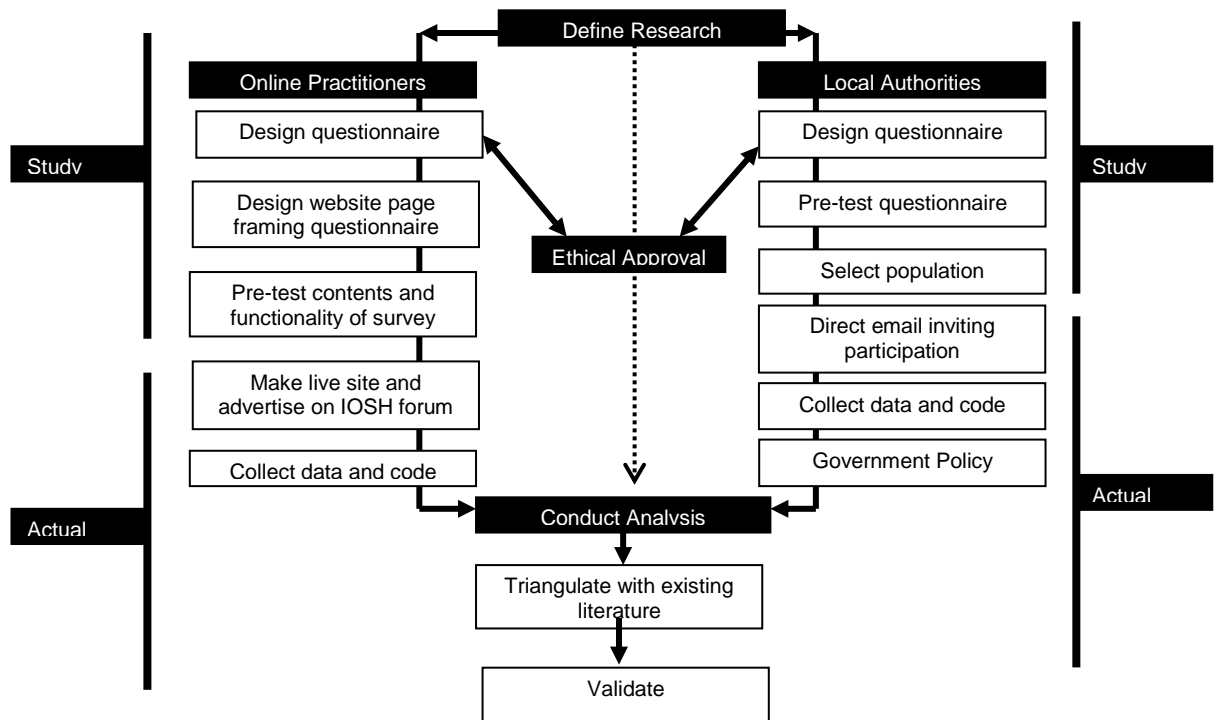 Define Research
Online Practitioners
Local Authorities
Design questionnaire
Design questionnaire
Study
Study
Design website page
framing questionnaire
Pre-test questionnaire
Ethical Approval
Select population
Pre-test contents and
functionality of survey
Direct email inviting
participation
Make live site and
advertise on IOSH forum
Collect data and code
Collect data and code
Government Policy
Actual
Actual
Conduct Analysis
Triangulate with existing
literature
Validate